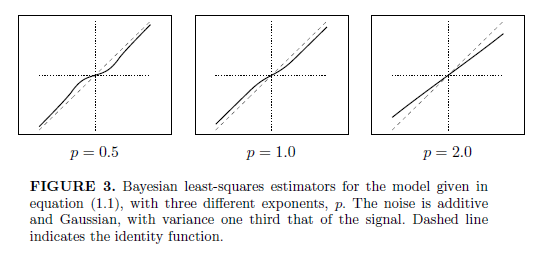 p = 0.5 p = 1.0 p = 2.0
FIGURE 3. Bayesian least-squares estimators for the model given in
equation (1.1), with three different exponents, p. The noise is additive
and Gaussian, with variance one third that of the signal. Dashed line
indicates the identity function.